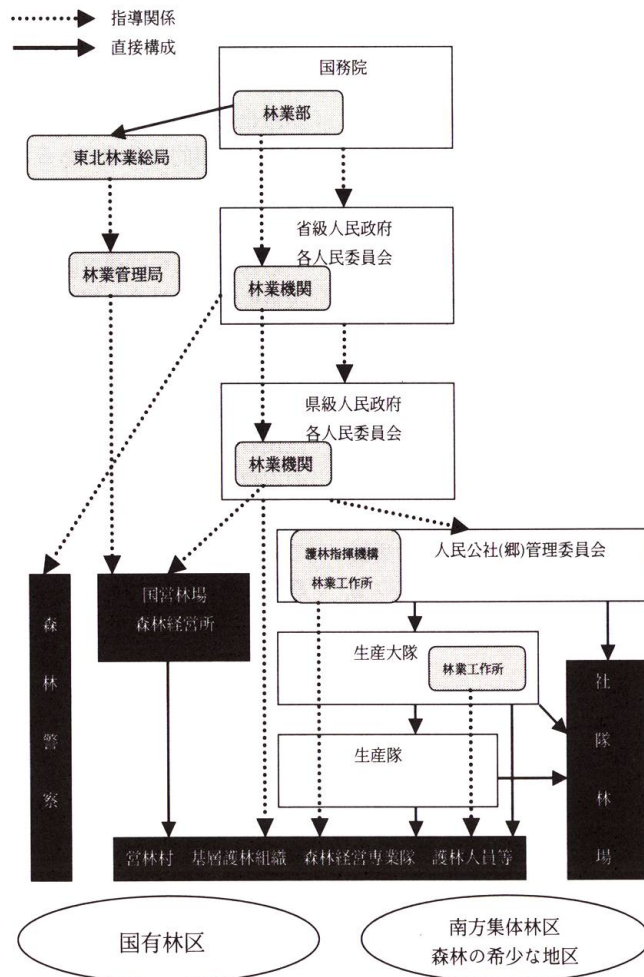 指導関係
直接構成
国務院
林業部
東北林業総局
省級人民政府
各人民委員会
林業管理局
林業機関
県級人民政府
各人民委員会
林業機関
護林指揮機構
林業工作所
人民公社(郷)管理委員会
国営林場
森林経営所
森林警察
生産大隊
林業工作所
社隊林場
生産隊
営林村 基層護林組織 森林経営専業隊 護林人員等
国有林区
南方集体林区
森林の希少な地区